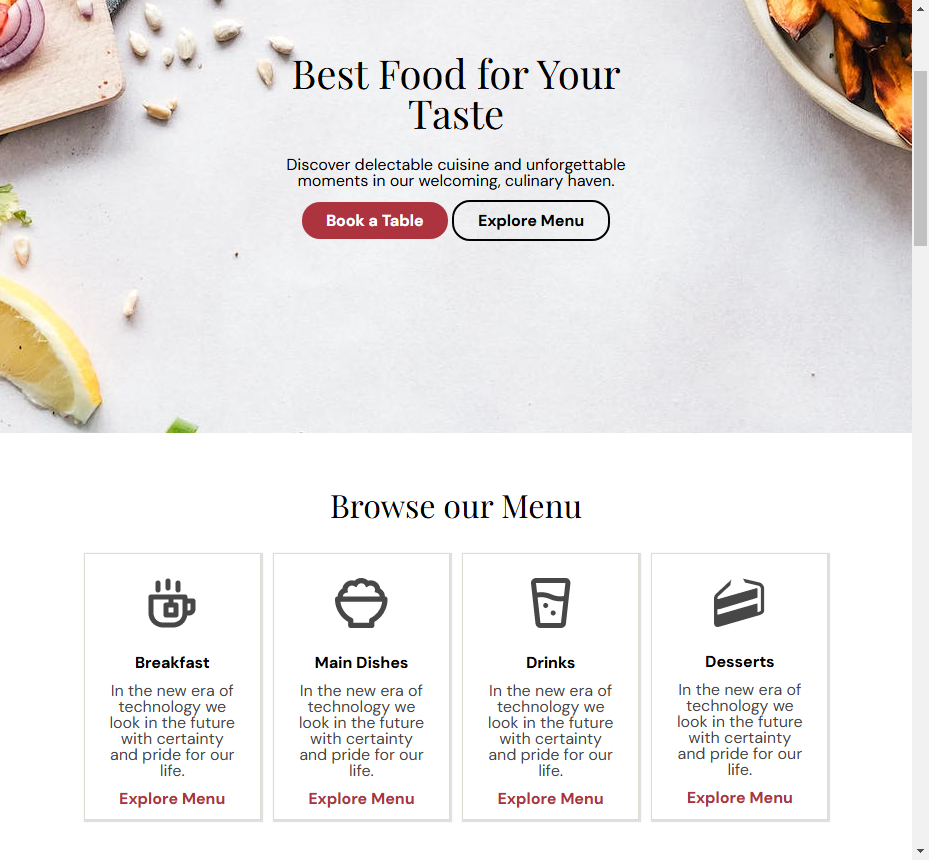 Best Food for Your
Taste
Discover delectable cuisine and unforgettable
moments in our welcoming, culinary haven.
Book a Table
Explore Menu
Browse our Menu
Breakfast
In the new era of
technology we
look in the future
with certainty
and pride for our
life.
Explore Menu
Main Dishes
In the new era of
technology we
look in the future
with certainty
and pride for our
life.
Explore Menu
Drinks
In the new era of
technology we
look in the future
with certainty
and pride for our
life.
Explore Menu
Desserts
In the new era of
technology we
look in the future
with certainty
and pride for our
life.
Explore Menu